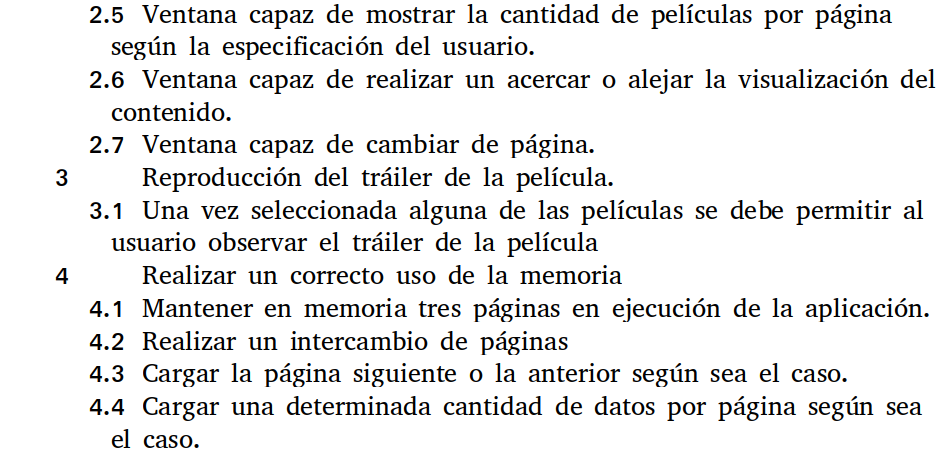 2.5 Ventana capaz de mostrar la cantidad de películas por página
según la especificación del usuario.
2.6 Ventana capaz de realizar un acercar o alejar la visualización del
contenido.
2.7 Ventana capaz de cambiar de página.
3 Reproducción del tráiler de la película.
3.1 Una vez seleccionada alguna de las películas se debe permitir al
usuario observar el tráiler de la película
4 Realizar un correcto uso de la memoria
4.1 Mantener en memoria tres páginas en ejecución de la aplicación.
4.2 Realizar un intercambio de páginas
4.3 Cargar la página siguiente o la anterior según sea el caso.
4.4 Cargar una determinada cantidad de datos por página según sea
el caso.